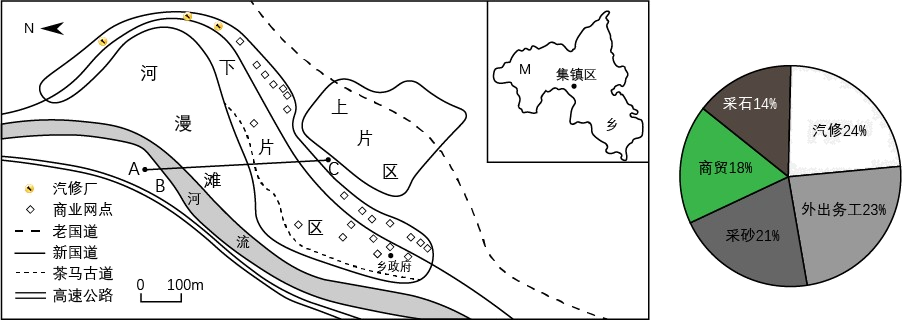 N
河
漫
滩
下
片
区
上
片
区
A
B
C
河
流
乡政府
汽修厂
商业网点
老国道
新国道
茶马古道
高速公路
0 100m
M
集镇区
乡
采石14%
汽修24%
商贸18%
外出务工23%
采砂21%